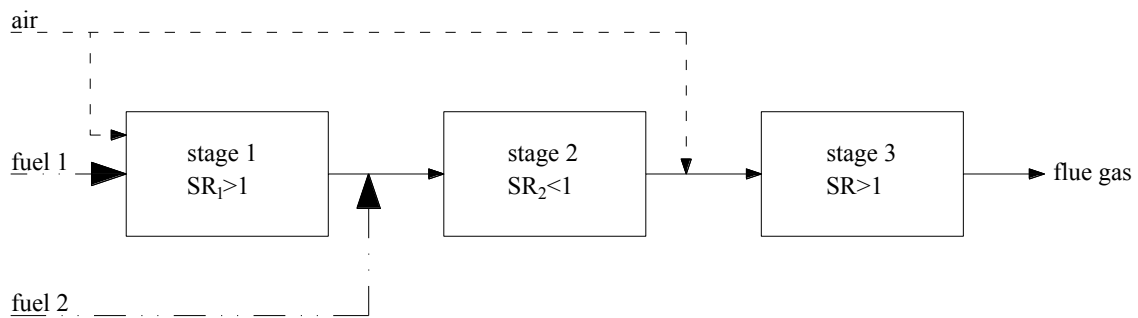 air
fuel 1
stage 1
SR₁>1
stage 2
SR₂<1
stage 3
SR>1
flue gas
fuel 2